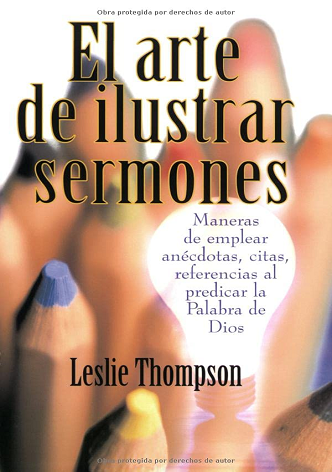 Obra protegida por derechos de autor
El arte
de ilustrar
sermones
Maneras
de emplear
anécdotas, citas,
referencias al
predicar la
Palabra de
Dios
Leslie Thompson
Obra protegida por derechos de autor